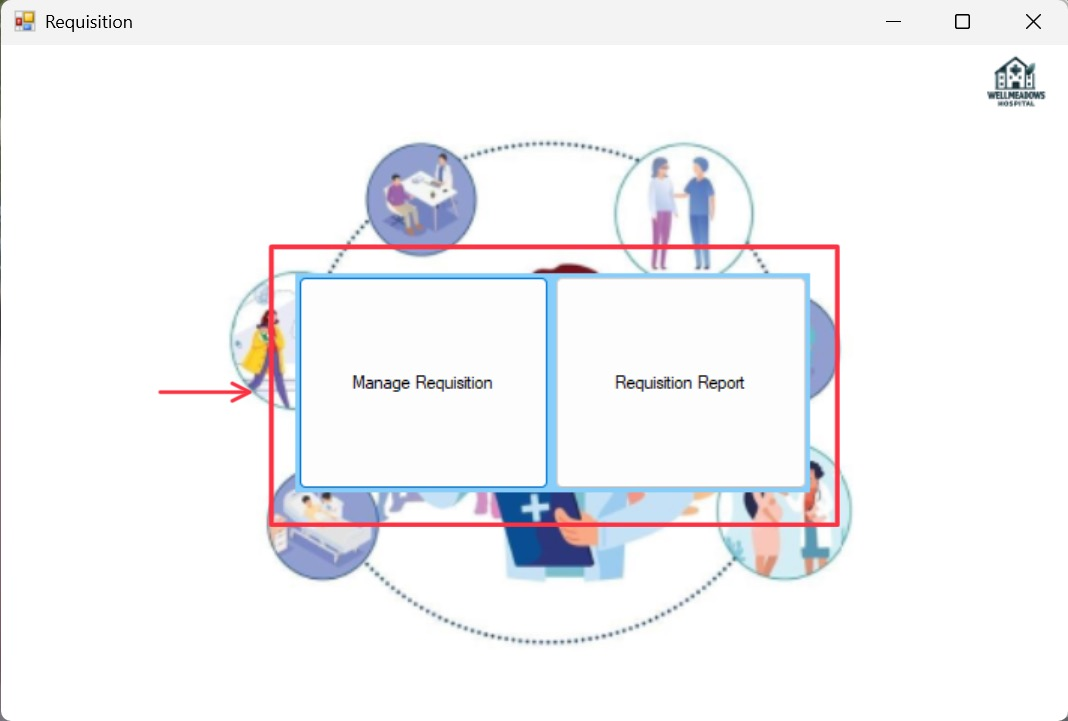 Requisition
WELLMEADOWS
HOSPITAL
Manage Requisition
Requisition Report